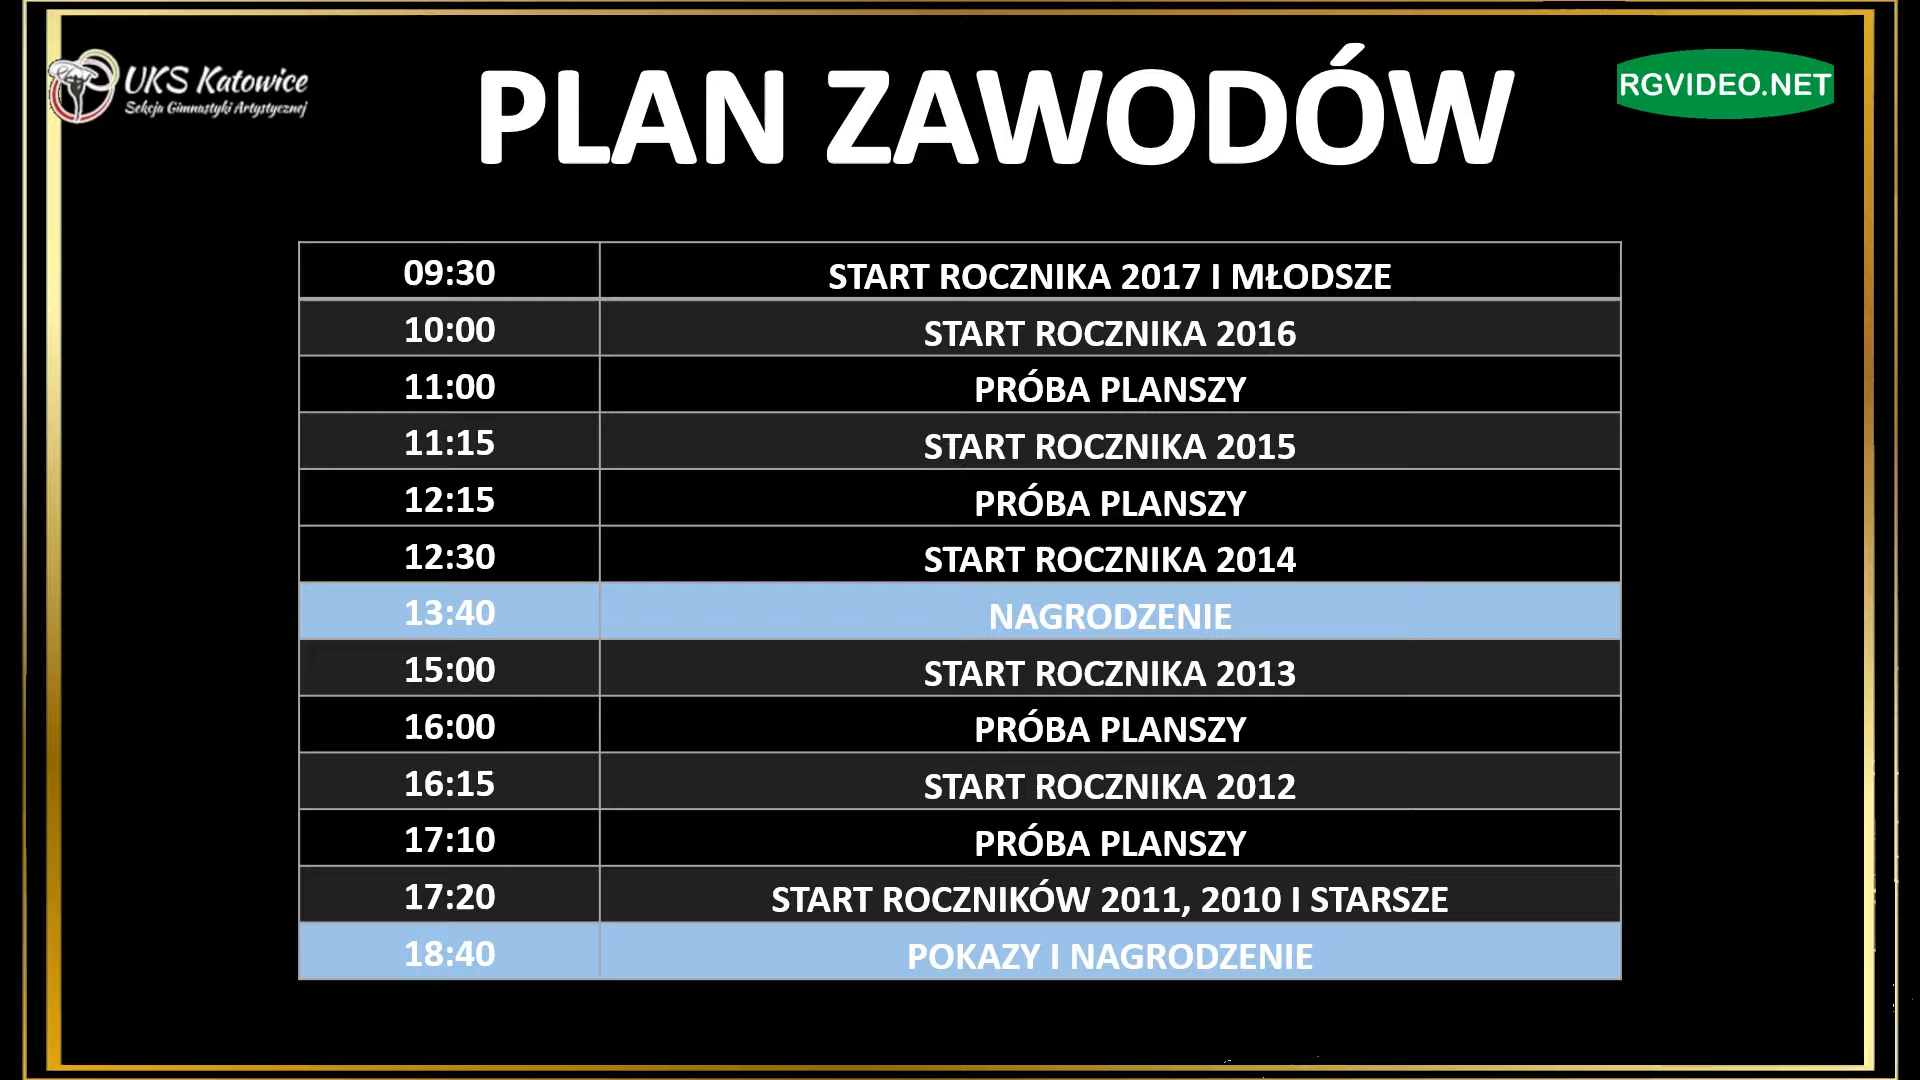 UKS Katowice
Sekcja Gimnastyki Artystycznej
PLAN ZAWODÓW
RGVIDEO.NET
09:30 START ROCZNIKA 2017 I MŁODSZE
10:00 START ROCZNIKA 2016
11:00 PRÓBA PLANSZY
11:15 START ROCZNIKA 2015
12:15 PRÓBA PLANSZY
12:30 START ROCZNIKA 2014
13:40 NAGRODZENIE
15:00 START ROCZNIKA 2013
16:00 PRÓBA PLANSZY
16:15 START ROCZNIKA 2012
17:10 PRÓBA PLANSZY
17:20 START ROCZNIKÓW 2011, 2010 I STARSZE
18:40 POKAZY I NAGRODZENIE